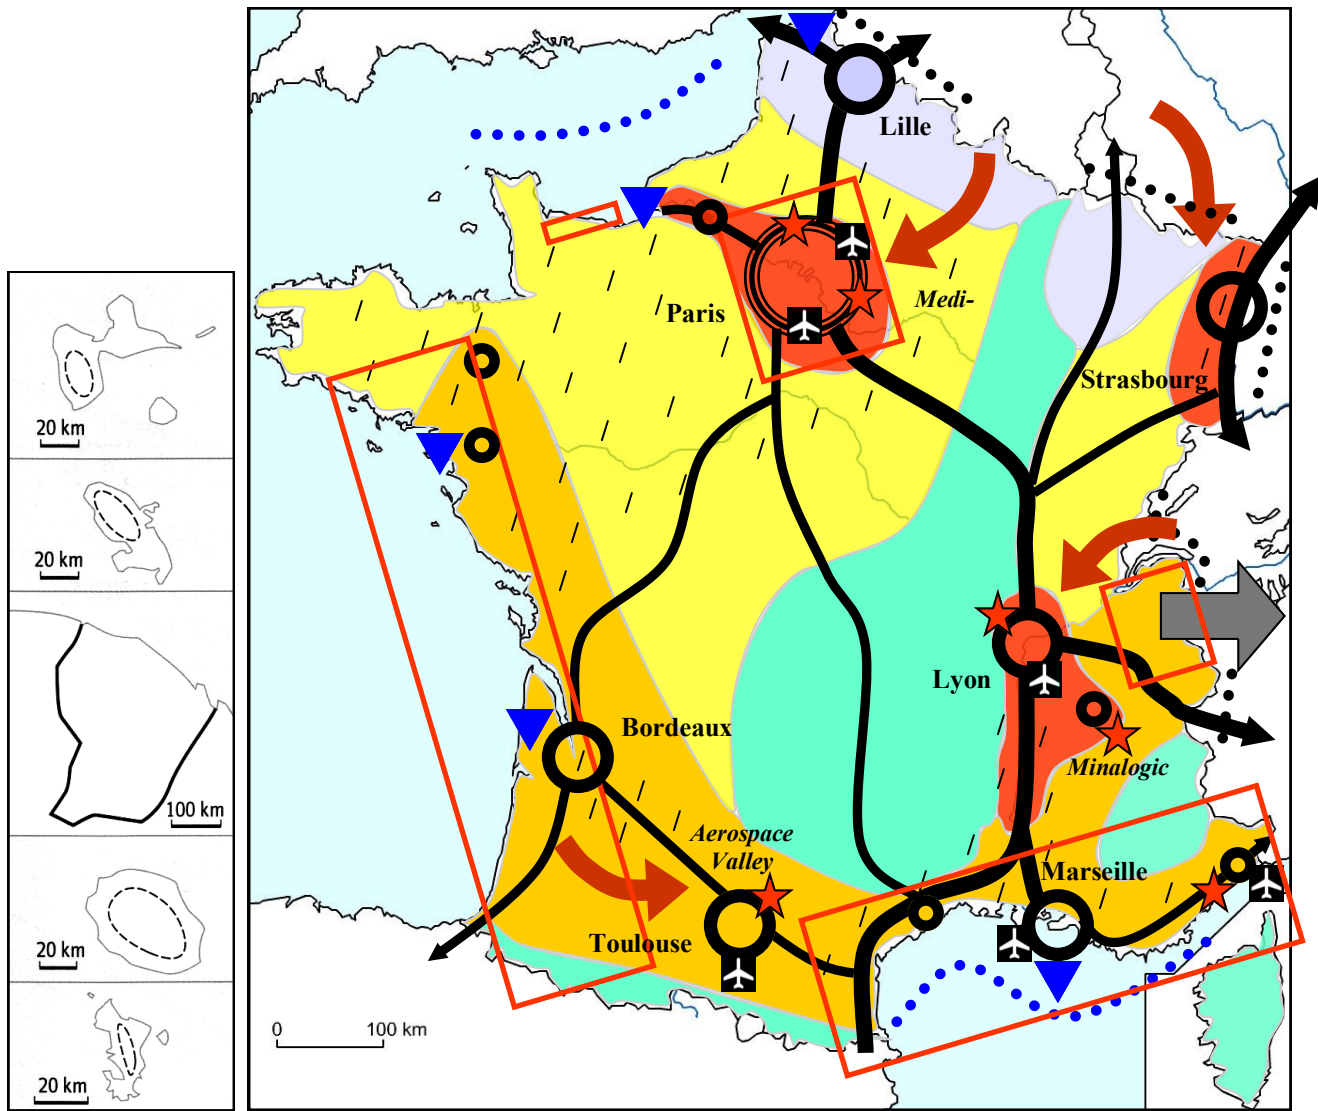 Lille
Paris
Medi-
Strasbourg
Lyon
Bordeaux
Minalogic
Aerospace
Valley
Marseille
Toulouse
0 100 km
20 km
20 km
100 km
20 km
20 km